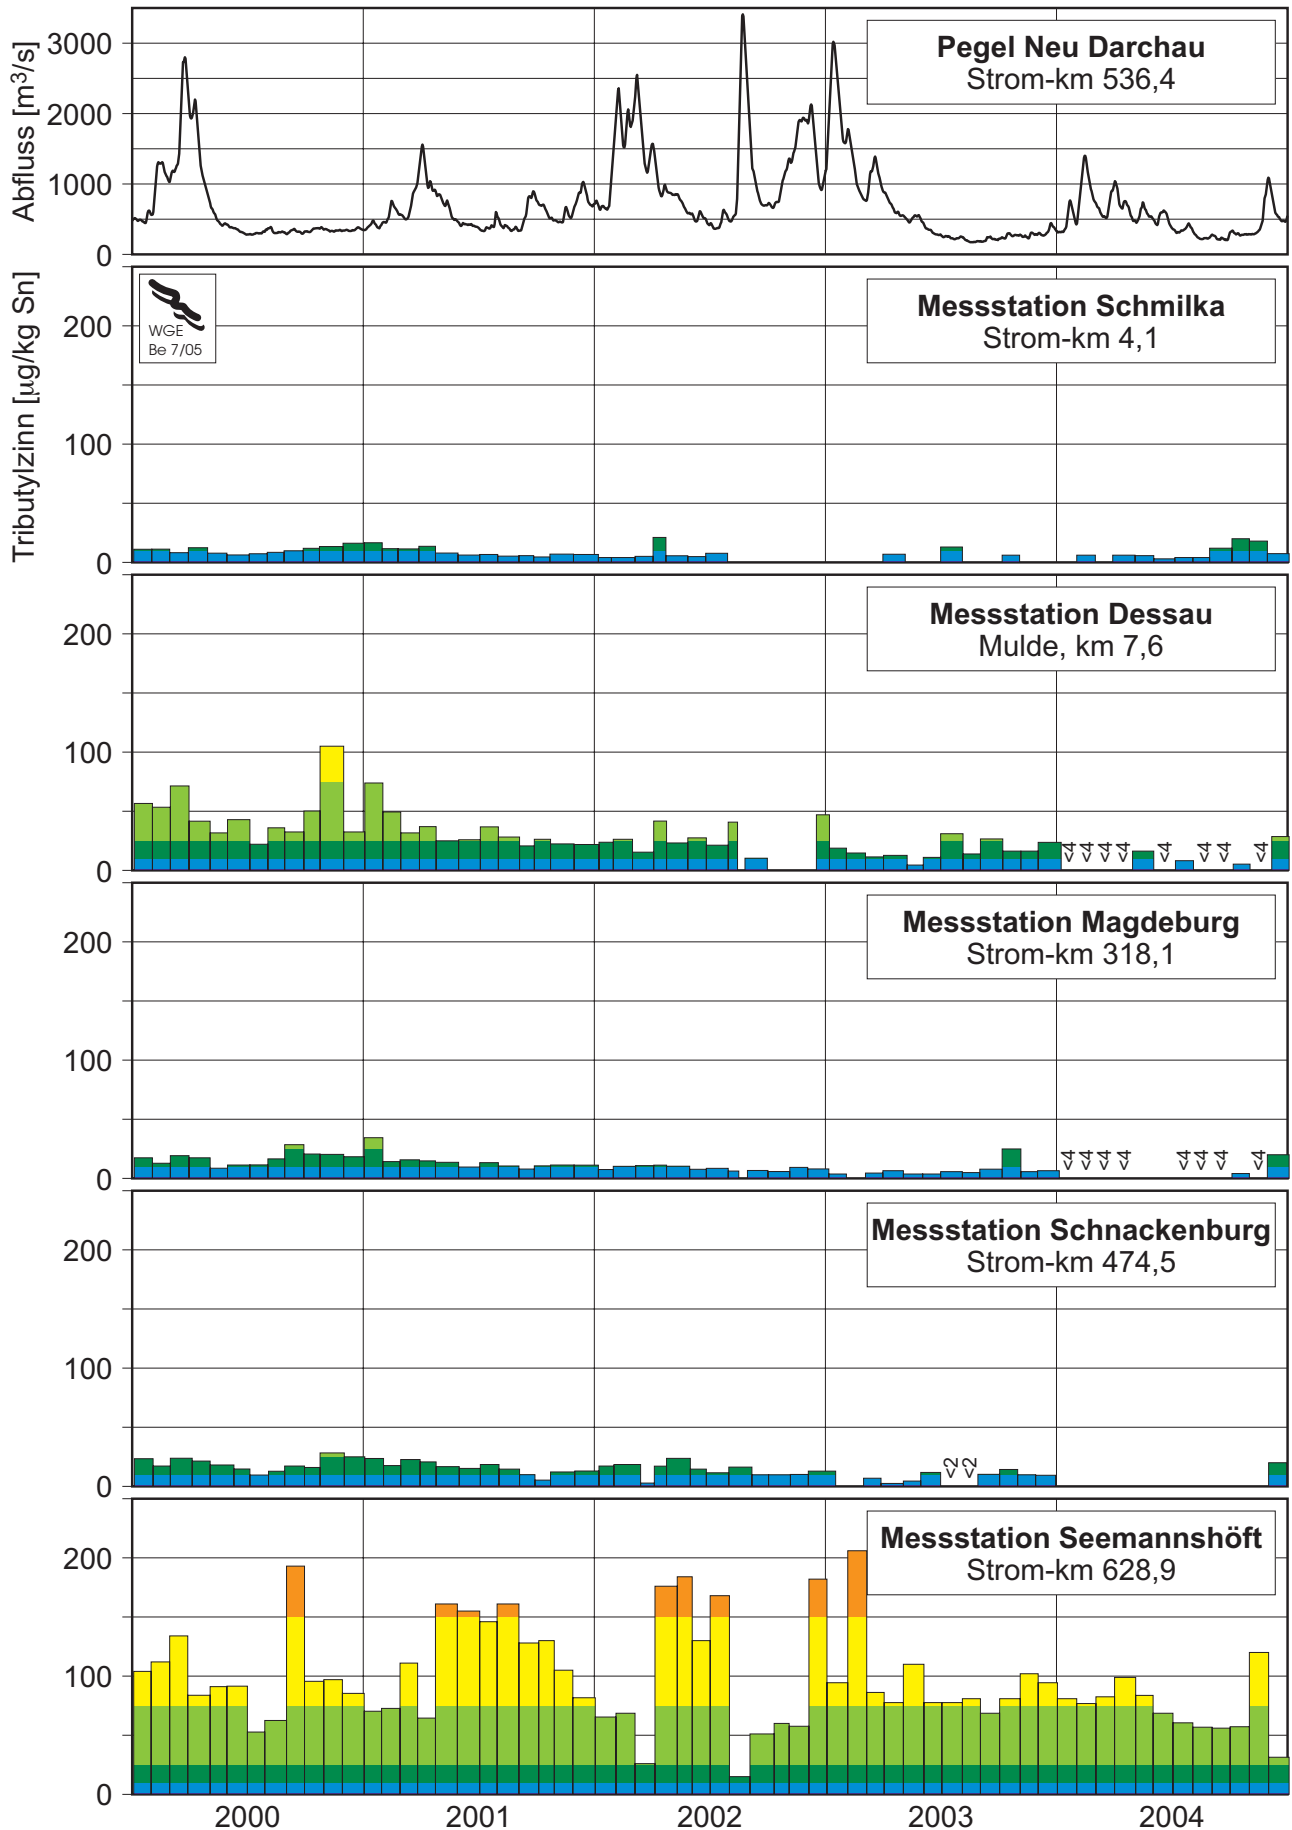 Abfluss [m³/s]
3000
2000
1000
0
Pegel Neu Darchau
Strom-km 536,4
Tributylzinn [µg/kg Sn]
WGE
Be 7/05
200
100
0
Messstation Schmilka
Strom-km 4,1
200
100
0
Messstation Dessau
Mulde, km 7,6
<4 <4 <4 <4 <4 <4 <4 <4
200
100
0
Messstation Magdeburg
Strom-km 318,1
<4 <4 <4 <4 <4 <4 <4 <4
200
100
0
Messstation Schnackenburg
Strom-km 474,5
<2 <2
200
100
0
Messstation Seemannshöft
Strom-km 628,9
2000 2001 2002 2003 2004